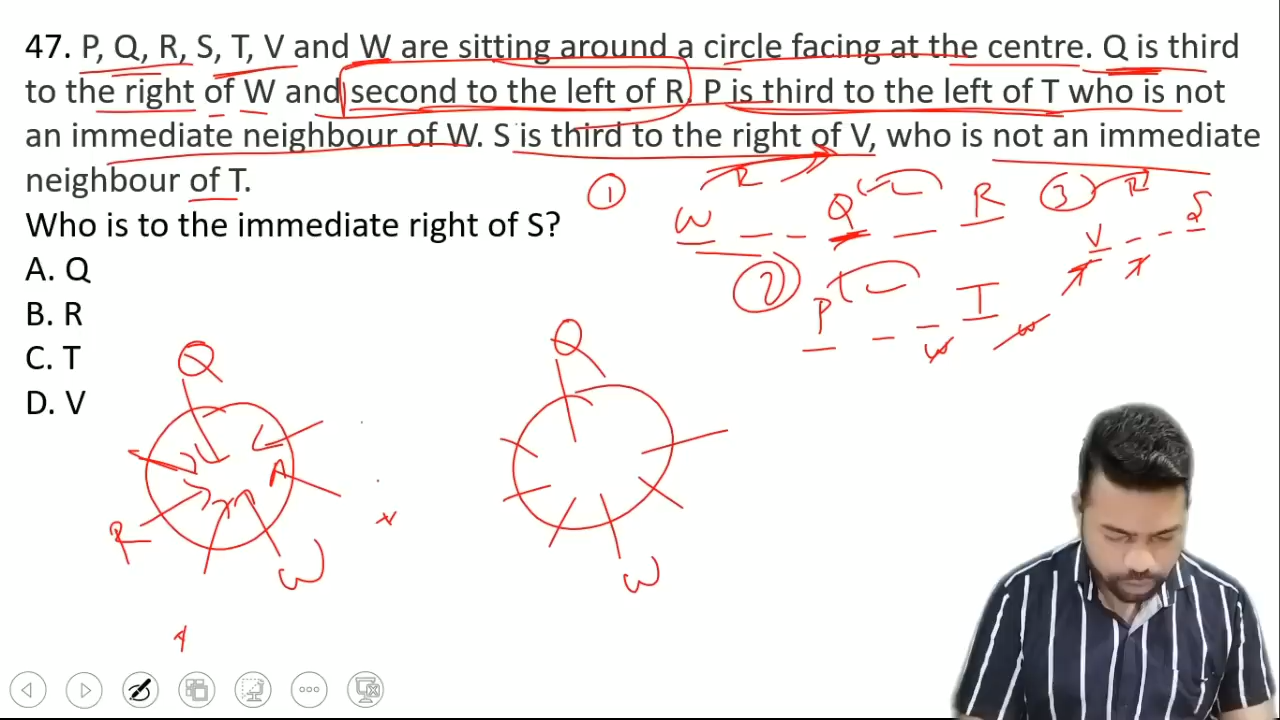 47. P, Q, R, S, T, V and W are sitting around a circle facing at the centre. Q is third
to the right of W and second to the left of R. P is third to the left of T who is not
an immediate neighbour of W. S is third to the right of V, who is not an immediate
neighbour of T.
1 W Q R 3 R S
R
Who is to the immediate right of S?
V
A. Q
2 P T
B. R
W W
C. T
Q Q
D. V
R W W